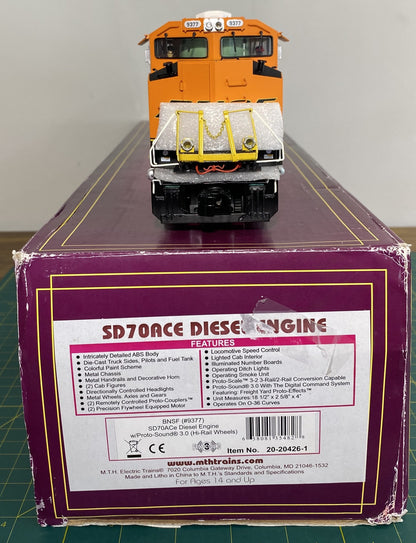 9377 9377
SD70ACE DIESEL ENGINE
FEATURES
● Intricately Detailed ABS Body
● Die-Cast Truck Sides, Pilots and Fuel Tank
● Colorful Paint Scheme
● Metal Chassis
● Metal Handrails and Decorative Horn
● (2) Cab Figures
● Directionally Controlled Headlights
● Metal Wheels, Axles and Gears
● (2) Remotely Controlled Proto-Couplers™
● (2) Precision Flywheel Equipped Motor
● Locomotive Speed Control
● Lighted Cab Interior
● Illuminated Number Boards
● Operating Ditch Lights
● Operating Smoke Unit
● Proto-Scale™ 3-2 3-Rail/2-Rail Conversion Capable
● Proto-Sound® 3.0 With The Digital Command System Featuring: Freight Yard Proto-Effects™
● Unit Measures: 18 1/2" x 2 5/8" x 4"
● Operates On O-36 Curves
BNSF (#9377)
SD70ACe Diesel Engine
w/Proto-Sound® 3.0 (Hi-Rail Wheels)
CE
3
Item No. 20-20426-1
www.mthtrains.com
M.T.H. Electric Trains® 7020 Columbia Gateway Drive, Columbia, MD 21046-1532
Made and Litho in China to M.T.H.'s Standards and Specifications
For Ages 14 and Up